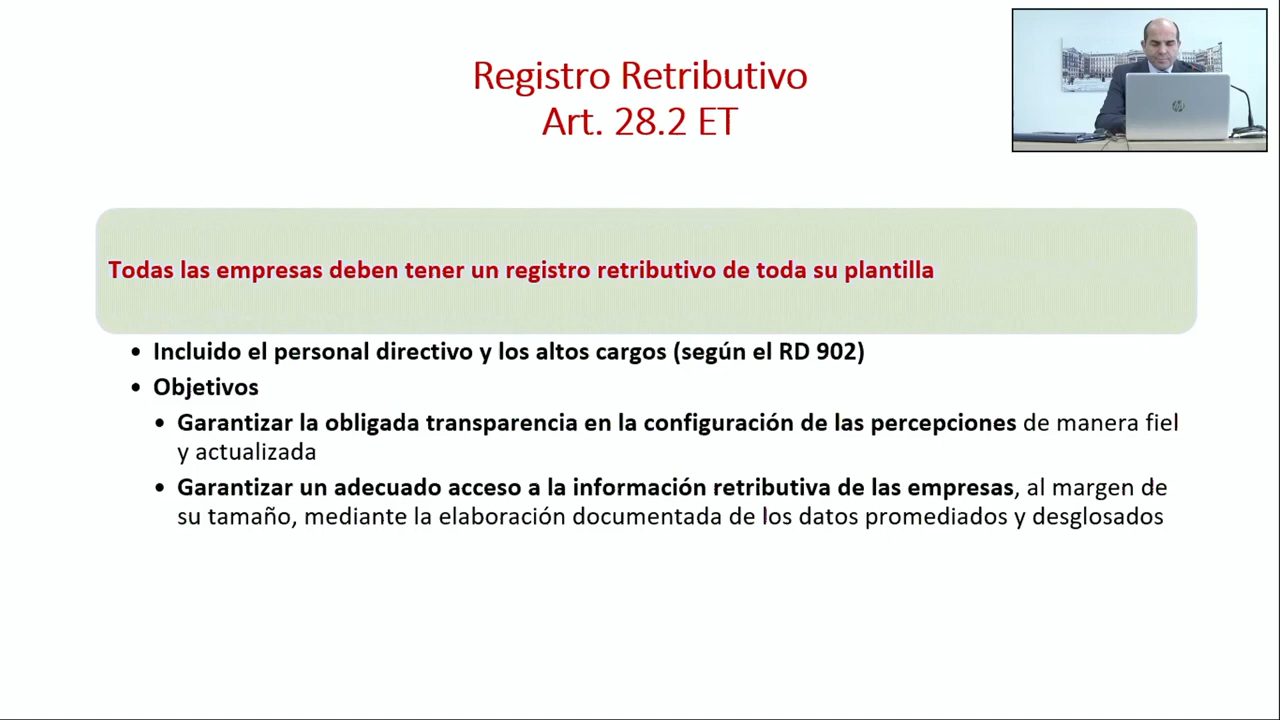 Registro Retributivo
Art. 28.2 ET
Todas las empresas deben tener un registro retributivo de toda su plantilla
• Incluido el personal directivo y los altos cargos (según el RD 902)
• Objetivos
• Garantizar la obligada transparencia en la configuración de las percepciones de manera fiel
y actualizada
• Garantizar un adecuado acceso a la información retributiva de las empresas, al margen de
su tamaño, mediante la elaboración documentada de los datos promediados y desglosados